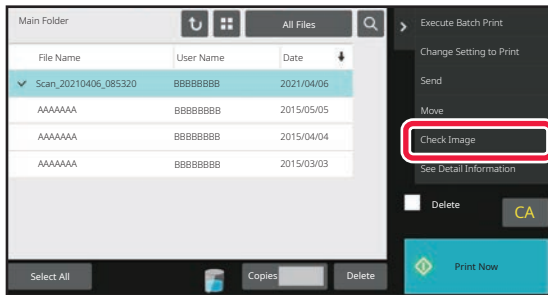 Main Folder
All Files
File Name User Name Date
Scan_20210406_085320 BBBBBBBB 2021/04/06
AAAAAAA BBBBBBBB 2015/05/05
AAAAAAA BBBBBBBB 2015/04/04
AAAAAAA BBBBBBBB 2015/03/03
Select All
Copies
Delete
Execute Batch Print
Change Setting to Print
Send
Move
Check Image
See Detail Information
Delete
CA
Print Now